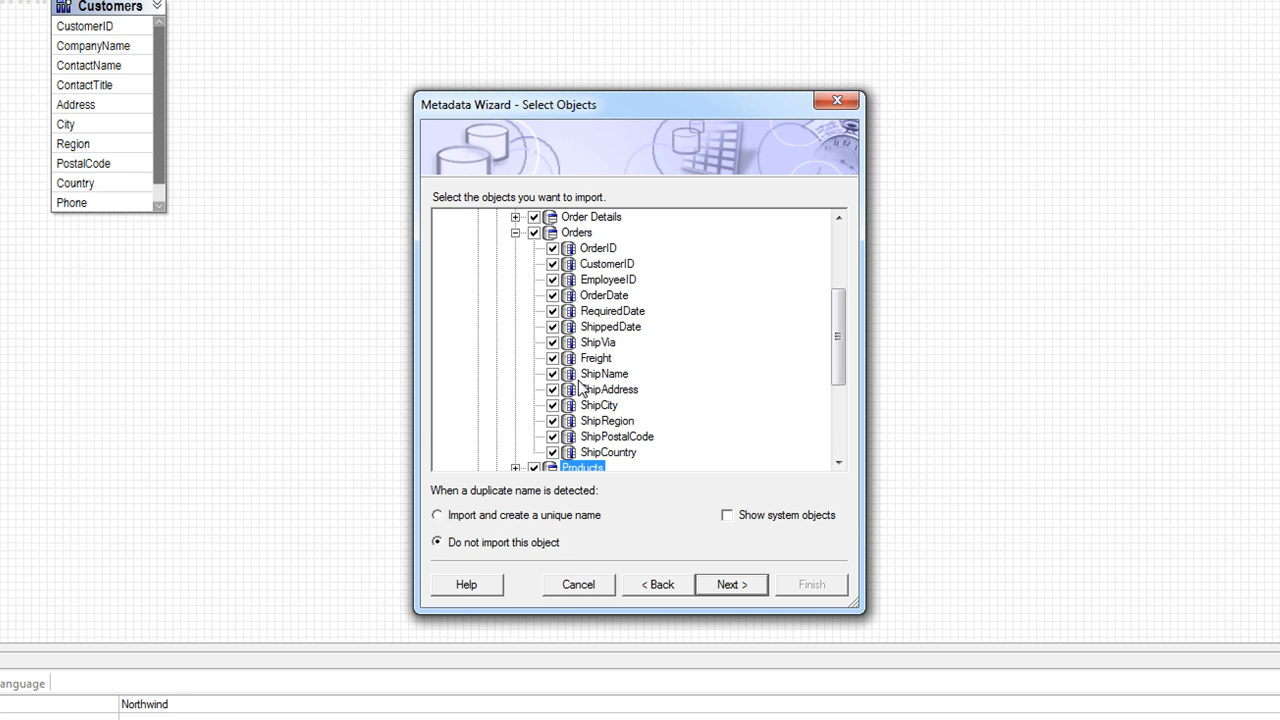 Customers
CustomerID
CompanyName
ContactName
ContactTitle
Address
City
Region
PostalCode
Country
Phone
Metadata Wizard - Select Objects
Select the objects you want to import.
Order Details
Orders
OrderID
CustomerID
EmployeeID
OrderDate
RequiredDate
ShippedDate
ShipVia
Freight
ShipName
ShipAddress
ShipCity
ShipRegion
ShipPostalCode
ShipCountry
Products
When a duplicate name is detected:
Import and create a unique name
Show system objects
Do not import this object
Help
Cancel
< Back
Next >
Finish
anguage
Northwind